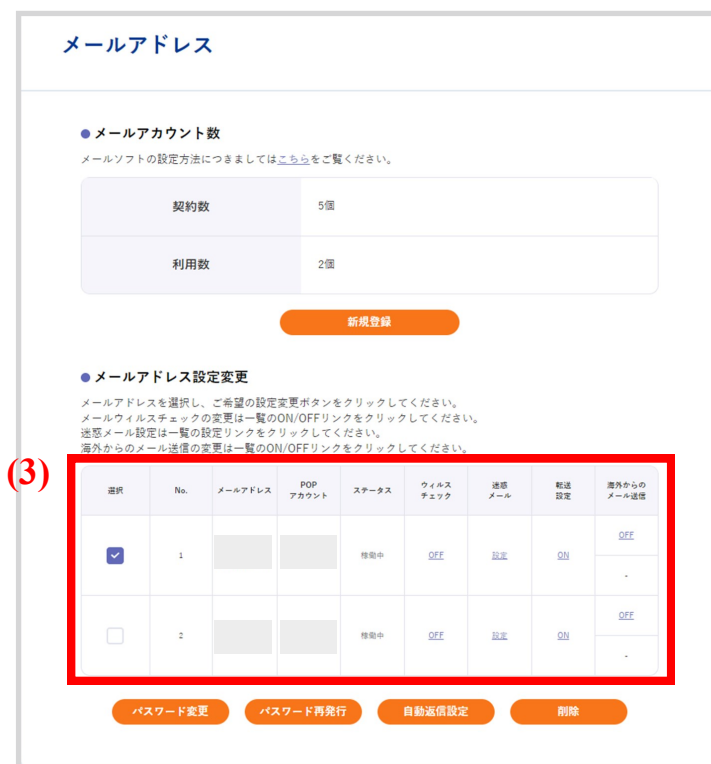 メールアドレス
メールアカウント数
メールソフトの設定方法につきましてはこちらをご覧ください。
契約数 5個
利用数 2個
新規登録
メールアドレス設定変更
メールアドレスを選択し、ご希望の設定変更ボタンをクリックしてください。
メールウィルスチェックの変更は一覧のON/OFFリンクをクリックしてください。
迷惑メール設定は一覧の設定リンクをクリックしてください。
海外からのメール送信の変更は一覧のON/OFFリンクをクリックしてください。
(3)
選択 No. メールアドレス POP アカウント ステータス ウィルス チェック 迷惑 メール 転送 設定 海外からの メール送信
1 稼働中 OFF 設定 ON OFF
-
2 稼働中 OFF 設定 ON OFF
-
パスワード変更 パスワード再発行 自動返信設定 削除